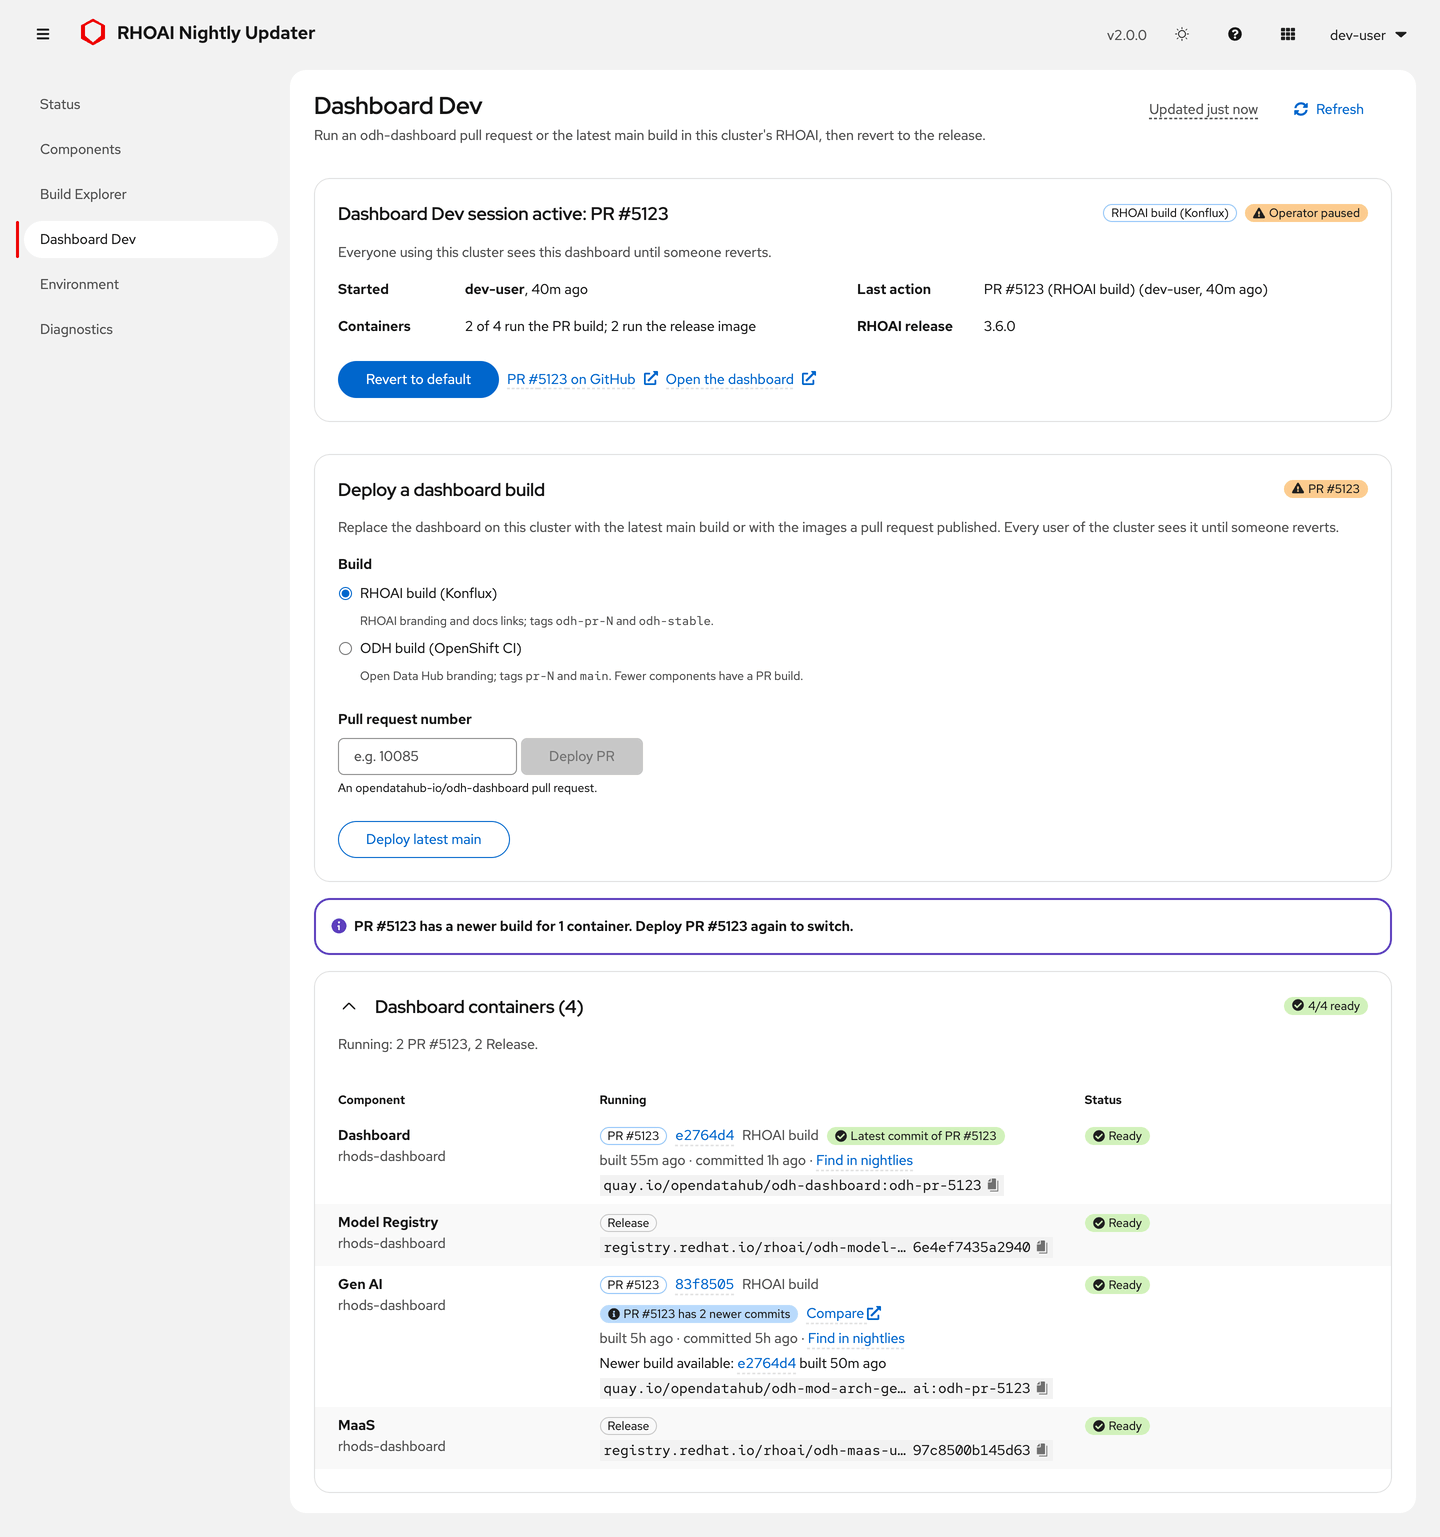 RHOAI Nightly Updater
v2.0.0
dev-user
Status
Components
Build Explorer
Dashboard Dev
Environment
Diagnostics
Dashboard Dev
Updated just now
Refresh
Run an odh-dashboard pull request or the latest main build in this cluster's RHOAI, then revert to the release.
Dashboard Dev session active: PR #5123
RHOAI build (Konflux)
Operator paused
Everyone using this cluster sees this dashboard until someone reverts.
Started
dev-user, 40m ago
Last action
PR #5123 (RHOAI build) (dev-user, 40m ago)
Containers
2 of 4 run the PR build; 2 run the release image
RHOAI release
3.6.0
Revert to default
PR #5123 on GitHub
Open the dashboard
Deploy a dashboard build
PR #5123
Replace the dashboard on this cluster with the latest main build or with the images a pull request published. Every user of the cluster sees it until someone reverts.
Build
RHOAI build (Konflux)
RHOAI branding and docs links; tags odh-pr-N and odh-stable.
ODH build (OpenShift CI)
Open Data Hub branding; tags pr-N and main. Fewer components have a PR build.
Pull request number
e.g. 10085
Deploy PR
An opendatahub-io/odh-dashboard pull request.
Deploy latest main
PR #5123 has a newer build for 1 container. Deploy PR #5123 again to switch.
Dashboard containers (4)
4/4 ready
Running: 2 PR #5123, 2 Release.
Component
Running
Status
Dashboard
rhods-dashboard
PR #5123 e2764d4 RHOAI build Latest commit of PR #5123
built 55m ago · committed 1h ago · Find in nightlies
quay.io/opendatahub/odh-dashboard:odh-pr-5123
Ready
Model Registry
rhods-dashboard
Release
registry.redhat.io/rhoai/odh-model-… 6e4ef7435a2940
Ready
Gen AI
rhods-dashboard
PR #5123 83f8505 RHOAI build
PR #5123 has 2 newer commits Compare
built 5h ago · committed 5h ago · Find in nightlies
Newer build available: e2764d4 built 50m ago
quay.io/opendatahub/odh-mod-arch-ge… ai:odh-pr-5123
Ready
MaaS
rhods-dashboard
Release
registry.redhat.io/rhoai/odh-maas-u… 97c8500b145d63
Ready